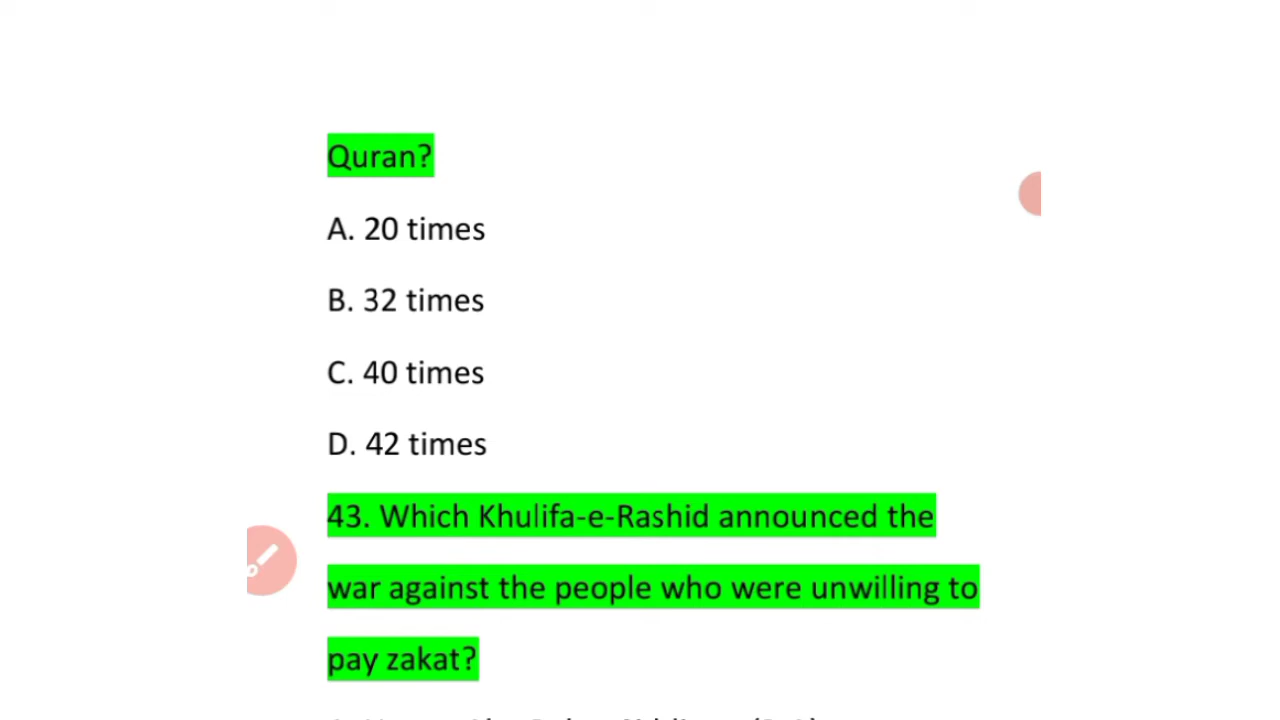 Quran?
A. 20 times
B. 32 times
C. 40 times
D. 42 times
43. Which Khulifa-e-Rashid announced the
war against the people who were unwilling to
pay zakat?